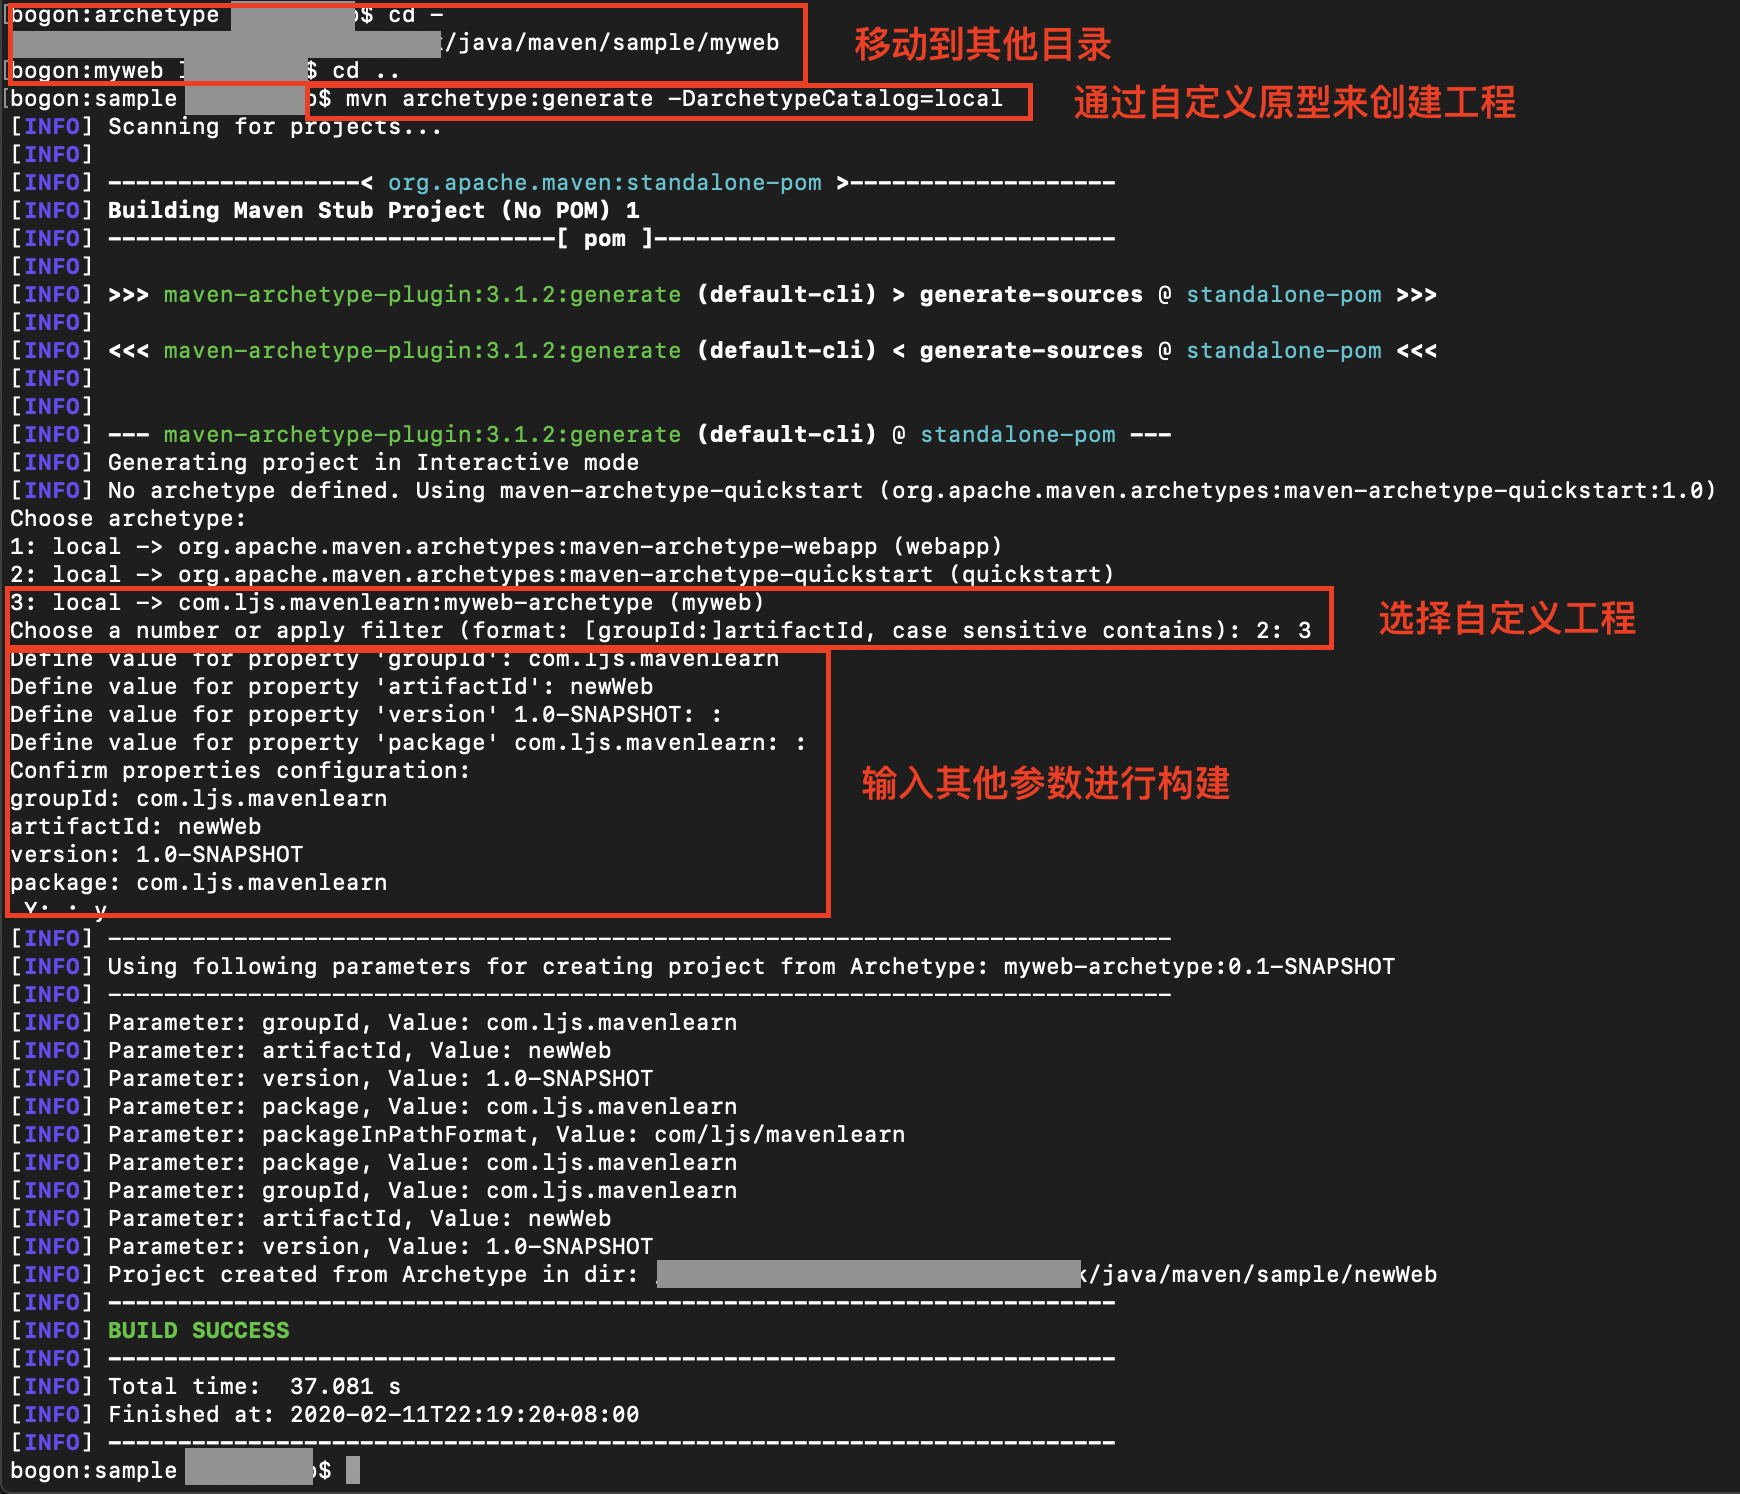 bogon:archetype $ cd -
/java/maven/sample/myweb
移动到其他目录
bogon:myweb $ cd ..
bogon:sample $ mvn archetype:generate -DarchetypeCatalog=local
通过自定义原型来创建工程
[INFO] Scanning for projects...
[INFO]
[INFO] ------------------< org.apache.maven:standalone-pom >-------------------
[INFO] Building Maven Stub Project (No POM) 1
[INFO] --------------------------------[ pom ]---------------------------------
[INFO]
[INFO] >>> maven-archetype-plugin:3.1.2:generate (default-cli) > generate-sources @ standalone-pom >>>
[INFO]
[INFO] <<< maven-archetype-plugin:3.1.2:generate (default-cli) < generate-sources @ standalone-pom <<<
[INFO]
[INFO]
[INFO] --- maven-archetype-plugin:3.1.2:generate (default-cli) @ standalone-pom ---
[INFO] Generating project in Interactive mode
[INFO] No archetype defined. Using maven-archetype-quickstart (org.apache.maven.archetypes:maven-archetype-quickstart:1.0)
Choose archetype:
1: local -> org.apache.maven.archetypes:maven-archetype-webapp (webapp)
2: local -> org.apache.maven.archetypes:maven-archetype-quickstart (quickstart)
3: local -> com.ljs.mavenlearn:myweb-archetype (myweb)
Choose a number or apply filter (format: [groupId:]artifactId, case sensitive contains): 2: 3
选择自定义工程
Define value for property 'groupId': com.ljs.mavenlearn
Define value for property 'artifactId': newWeb
Define value for property 'version' 1.0-SNAPSHOT: :
Define value for property 'package' com.ljs.mavenlearn: :
Confirm properties configuration:
输入其他参数进行构建
groupId: com.ljs.mavenlearn
artifactId: newWeb
version: 1.0-SNAPSHOT
package: com.ljs.mavenlearn
Y: : y
[INFO] ----------------------------------------------------------------------------
[INFO] Using following parameters for creating project from Archetype: myweb-archetype:0.1-SNAPSHOT
[INFO] ----------------------------------------------------------------------------
[INFO] Parameter: groupId, Value: com.ljs.mavenlearn
[INFO] Parameter: artifactId, Value: newWeb
[INFO] Parameter: version, Value: 1.0-SNAPSHOT
[INFO] Parameter: package, Value: com.ljs.mavenlearn
[INFO] Parameter: packageInPathFormat, Value: com/ljs/mavenlearn
[INFO] Parameter: package, Value: com.ljs.mavenlearn
[INFO] Parameter: groupId, Value: com.ljs.mavenlearn
[INFO] Parameter: artifactId, Value: newWeb
[INFO] Parameter: version, Value: 1.0-SNAPSHOT
[INFO] Project created from Archetype in dir: /java/maven/sample/newWeb
[INFO] ------------------------------------------------------------------------
[INFO] BUILD SUCCESS
[INFO] ------------------------------------------------------------------------
[INFO] Total time:  37.081 s
[INFO] Finished at: 2020-02-11T22:19:20+08:00
[INFO] ------------------------------------------------------------------------
bogon:sample $